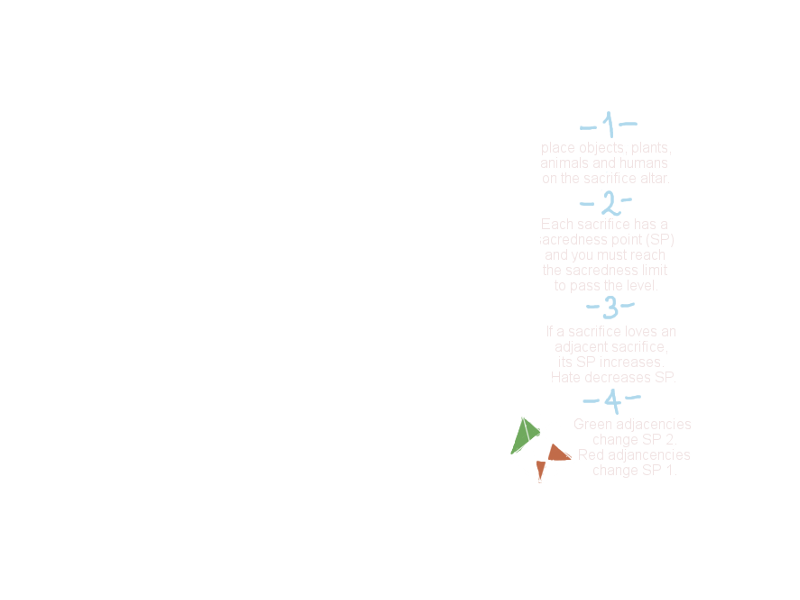 -1-
place objects, plants,
animals and humans
on the sacrifice altar.
-2-
Each sacrifice has a
sacredness point (SP)
and you must reach
the sacredness limit
to pass the level.
-3-
If a sacrifice loves an
adjacent sacrifice,
its SP increases.
Hate decreases SP.
-4-
Green adjacencies
change SP 2.
Red adjancencies
change SP 1.